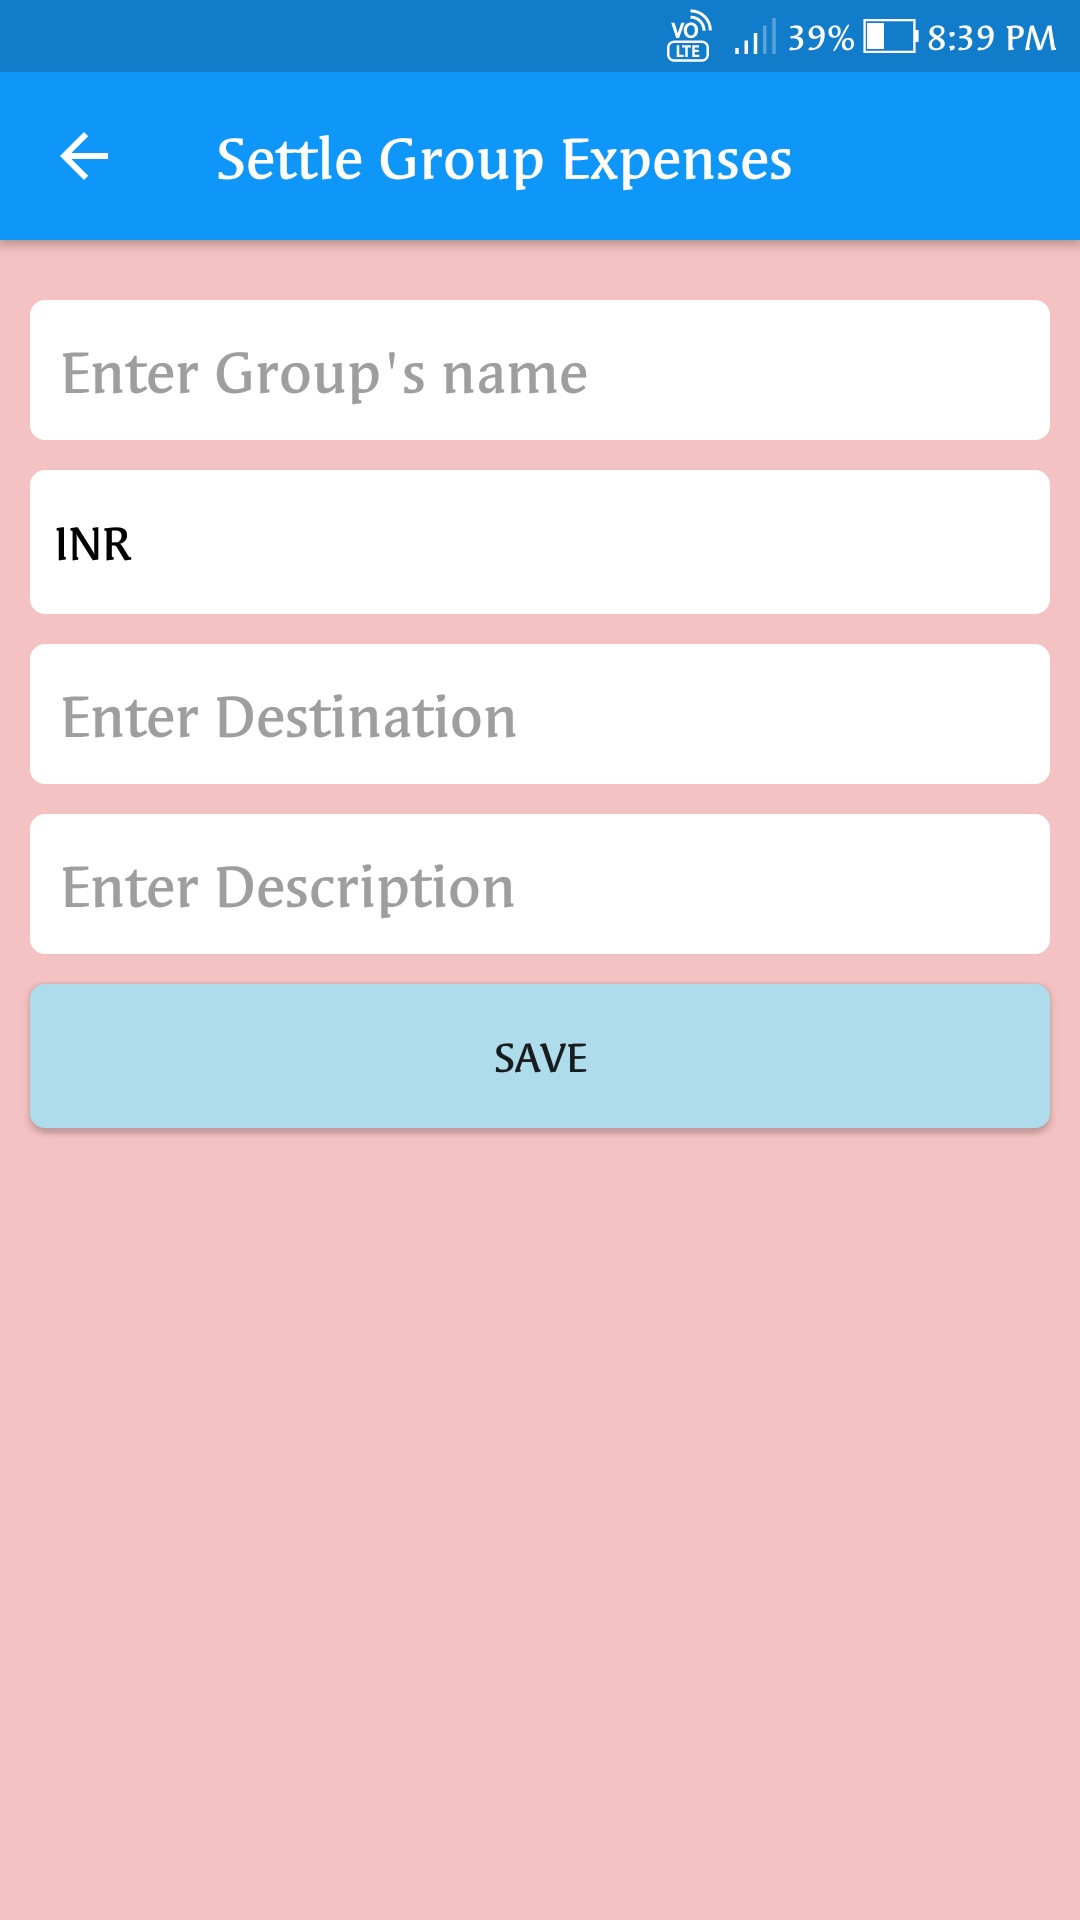 VO LTE 39% 8:39 PM
Settle Group Expenses
Enter Group's name
INR
Enter Destination
Enter Description
SAVE